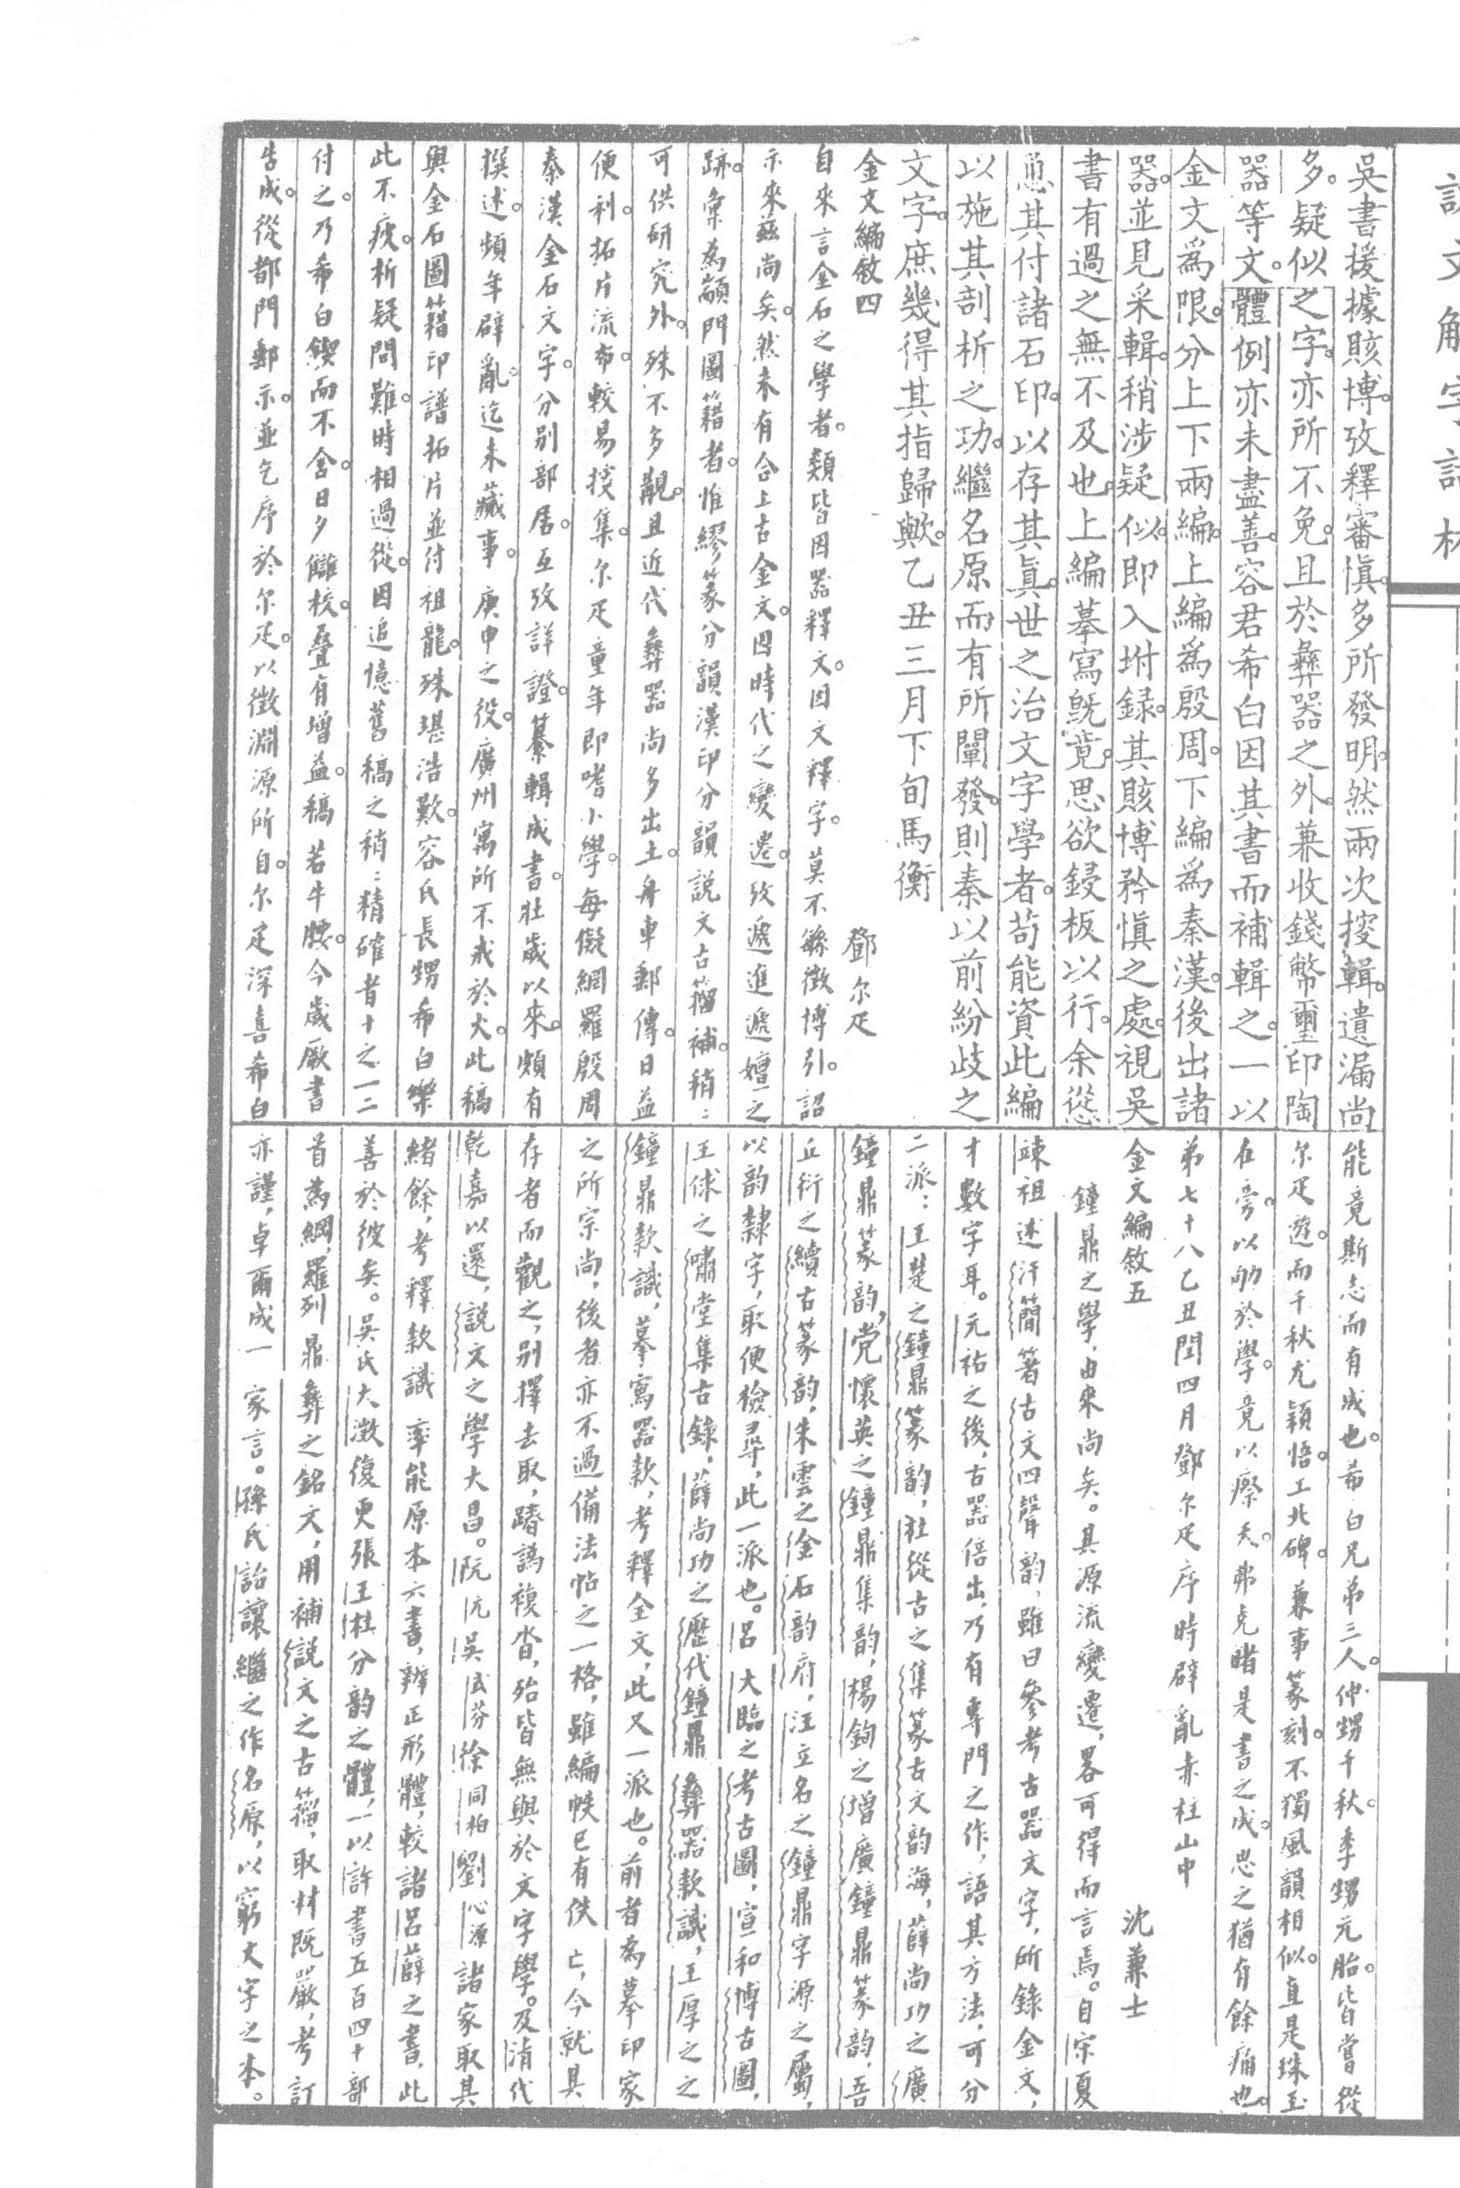 說文解字詁林
吳書援據賅博。攷釋審愼。多所發明。然兩次搜輯。遺漏尚
多。疑似之字。亦所不免。且於彝器之外。兼收錢幣璽印陶
器等文。體例亦未盡善。容君希白因其書而補輯之。一以
金文爲限。分上下兩編。上編爲殷周。下編爲秦漢。後出諸
器。並見采輯。稍涉疑似。即入坿錄。其賅博矜愼之處。視吳
書有過之無不及也。上編摹寫旣竟。思欲鋟板以行。余從
慫其付諸石印。以存其眞。世之治文字學者。苟能資此編
以施其剖析之功。繼名原而有所闡發。則秦以前紛歧之
文字。庶幾得其指歸歟。乙丑三月下旬馬衡
金文編敘四 鄧尔疋
自來言金石之學者。類皆因器釋文。因文釋字。莫不繇徵博引。詔
示來茲尚矣。然未有合上古金文。因時代之變遷。攷遞進遞嬗之
跡。彙為顓門圖籍者。惟繆篆分韻漢印分韻說文古籀補。稍〻
可供研究外。殊不多覯。且近代彝器尚多出土。舟車郵傳。日益
便利。拓片流布。較易搜集。尔疋童年即嗜小學。每儗網羅殷周
秦漢金石文字。分別部居。互攷詳證。纂輯成書。壯歲以來。頗有
撰述。頻年辟亂。迄未蕆事。庚申之役。廣州寓所不戒於火。此稿
與金石圖籍印譜拓片並付祖龍。殊堪浩歎。容氏長甥希白樂
此不疲。析疑問難。時相過從。因追憶舊稿之稍〻精確者十之一二
付之。乃希白鍥而不舍。日夕讎校。疊有增益。稿若牛腰。今歲厥書
告成。從都門郵示。並乞序於尔疋。以徵淵源所自。尔疋深喜希白
能竟斯志而有成也。希白兄弟三人。仲甥千秋。季甥元胎。皆嘗從
尔疋遊。而千秋尤穎悟。工北碑。兼事篆刻。不獨風韻相似。直是珠玉
在旁。以劬於學。竟以瘵夭。弗克睹是書之成。思之猶有餘痛也。
第七十八乙丑閏四月鄧尔疋序時辟亂赤柱山中
金文編敘五 沈兼士
鐘鼎之學，由來尚矣。其源流變遷，畧可得而言焉。自宋夏
竦祖述汗簡箸古文四聲韵，雖曰參考古器文字，所錄金文，
才數字耳。元祐之後，古器倍出，乃有專門之作，語其方法，可分
二派：王楚之鐘鼎篆韵，杜從古之集篆古文韵海，薛尚功之廣
鐘鼎篆韵，党懷英之鐘鼎集韵，楊鉤之增廣鐘鼎篆韵，吾
丘衍之續古篆韵，朱雲之金石韵府，汪立名之鐘鼎字源之屬，
以韵隸字，取便檢尋，此一派也。呂大臨之考古圖，宣和博古圖，
王俅之嘯堂集古錄，薛尚功之歷代鐘鼎彝器款識，王厚之之
鐘鼎款識，摹寫器款，考釋全文，此又一派也。前者為摹印家
之所宗尚，後者亦不過備法帖之一格，雖編帙已有佚亡，今就其
存者而觀之，別擇去取，踳譌複沓，殆皆無與於文字學。及清代
乾嘉以還，說文之學大昌。阮元吳式芬徐同柏劉心源諸家取其
緒餘，考釋款識，率能原本六書，辨正形體，較諸呂薛之書，此
善於彼矣。吳氏大澂復更張王杜分韵之體，一以許書五百四十部
首為綱，羅列鼎彝之銘文，用補說文之古籀，取材既嚴，考訂
亦謹，卓爾成一家言。孫氏詒讓繼之作名原，以窮文字之本。